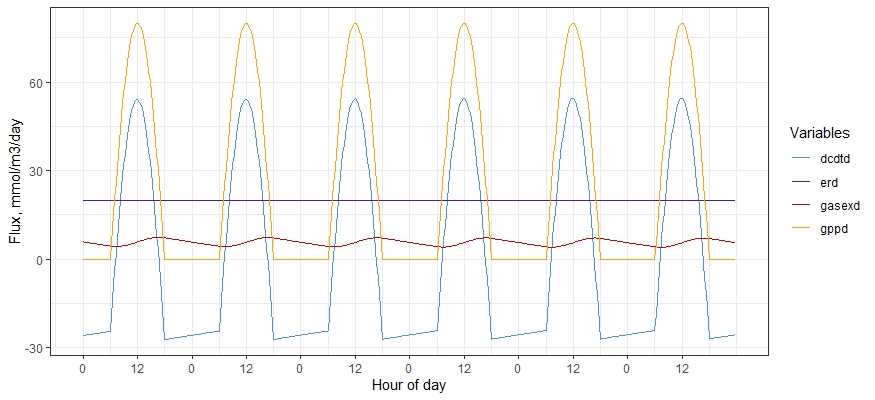 Flux, mmol/m3/day
60
30
0
-30
0 12 0 12 0 12 0 12 0 12 0 12
Hour of day
Variables
dcdtd
erd
gasexd
gppd